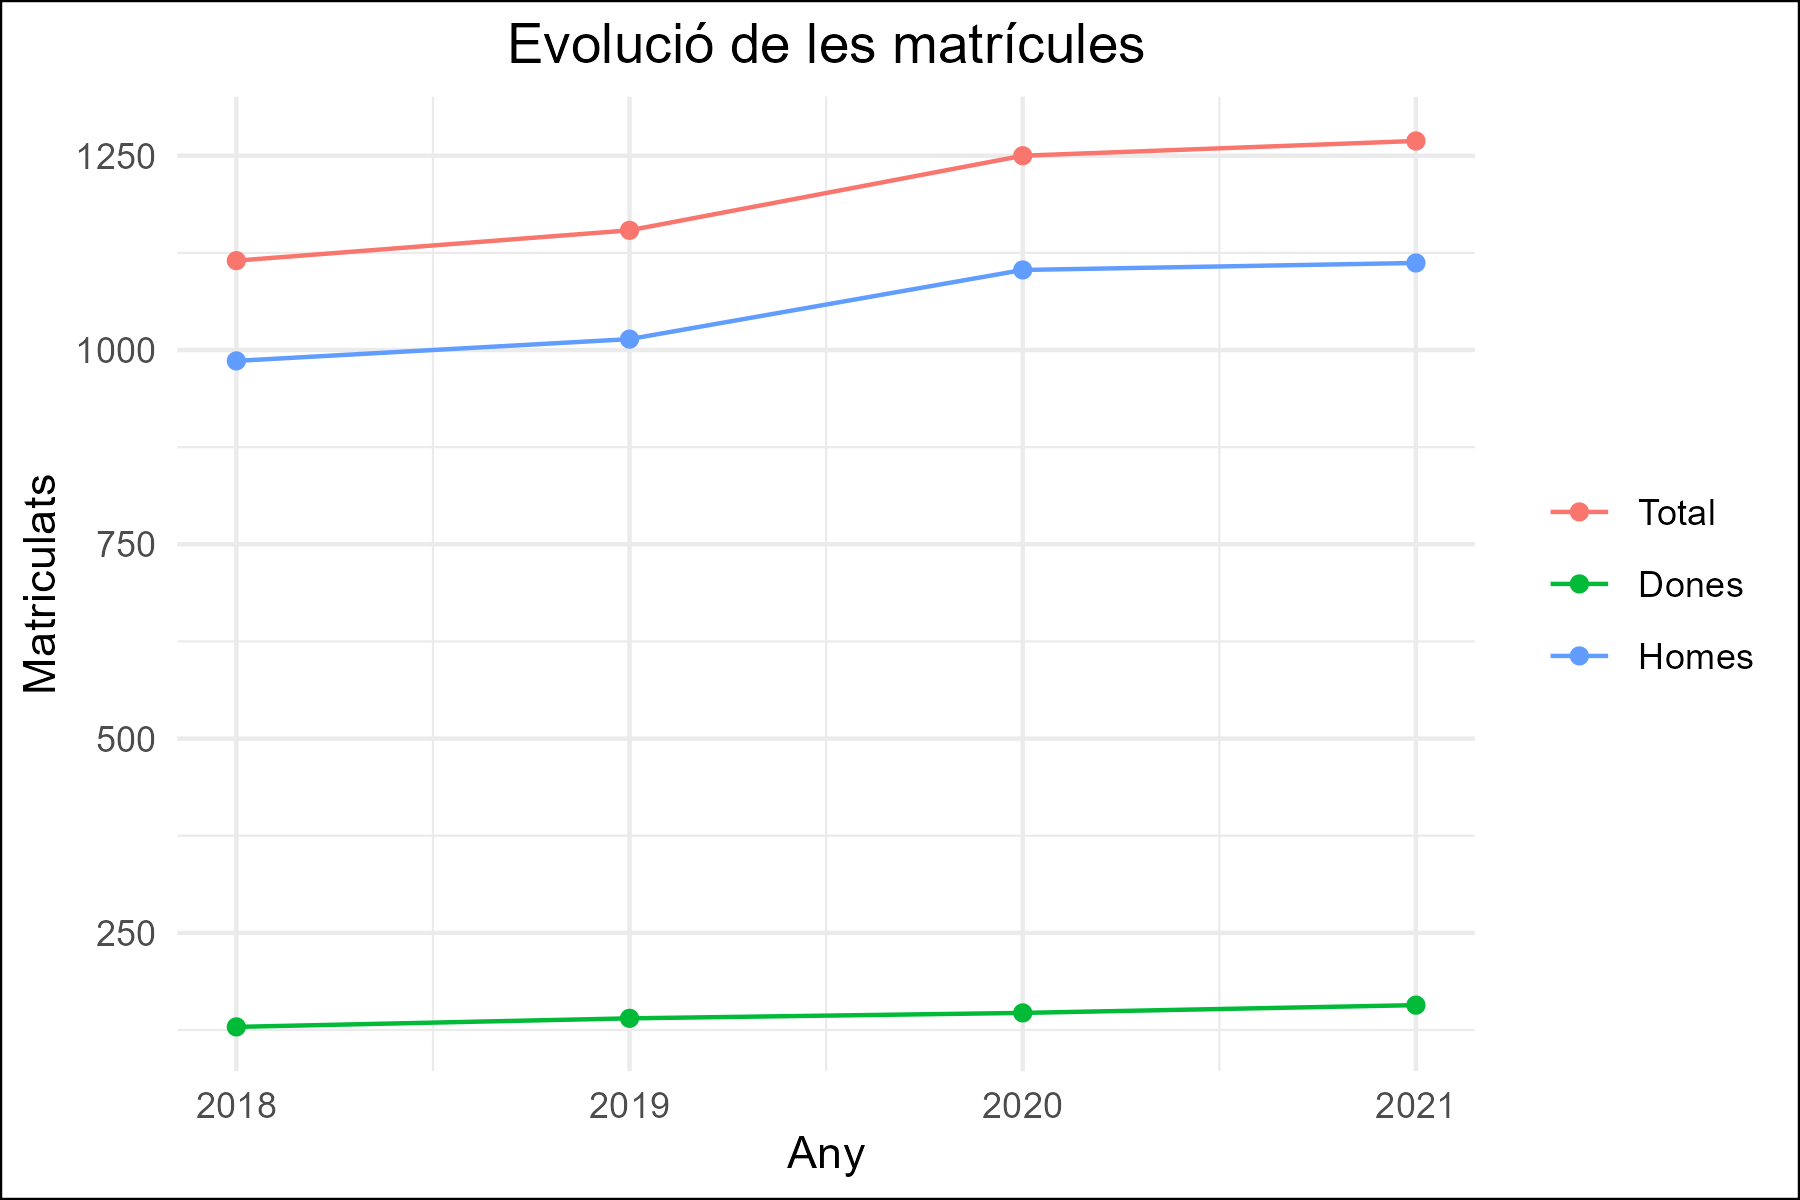 Evolució de les matrícules
Matriculats
1250
1000
750
500
250
2018 2019 2020 2021
Any
Total
Dones
Homes